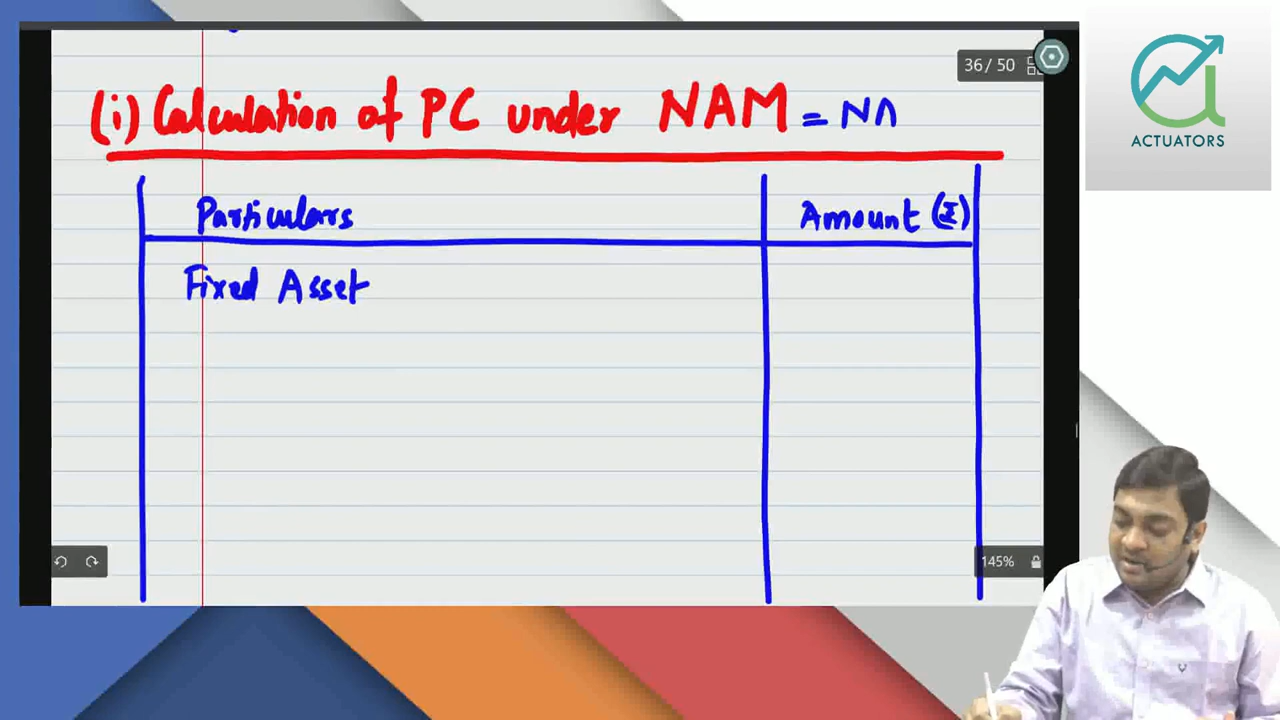 36 / 50
(i) Calculation of PC under NAM = NA
Particulars
Amount (₹)
Fixed Asset
145%
ACTUATORS